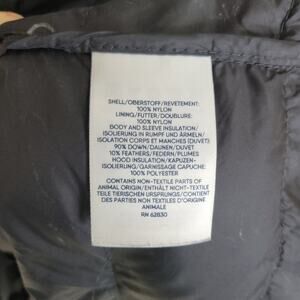 SHELL/OBERSTOFF/REVETEMENT:
100% NYLON
LINING/FUTTER/DOUBLURE:
100% NYLON
BODY AND SLEEVE INSULATION/
ISOLIERUNG IN RUMPF UND ÄRMELN/
ISOLATION CORPS ET MANCHES (DUVET):
90% DOWN/DAUNEN/DUVET
10% FEATHERS/FEDERN/PLUMES
HOOD INSULATION/KAPUZEN-
ISOLIERUNG/GARNISSAGE CAPUCHE:
100% POLYESTER
CONTAINS NON-TEXTILE PARTS OF
ANIMAL ORIGIN/ENTHÄLT NICHT-TEXTILE
TEILE TIERISCHEN URSPRUNGS/CONTIENT
DES PARTIES NON TEXTILES D'ORIGINE
ANIMALE
RN 62830